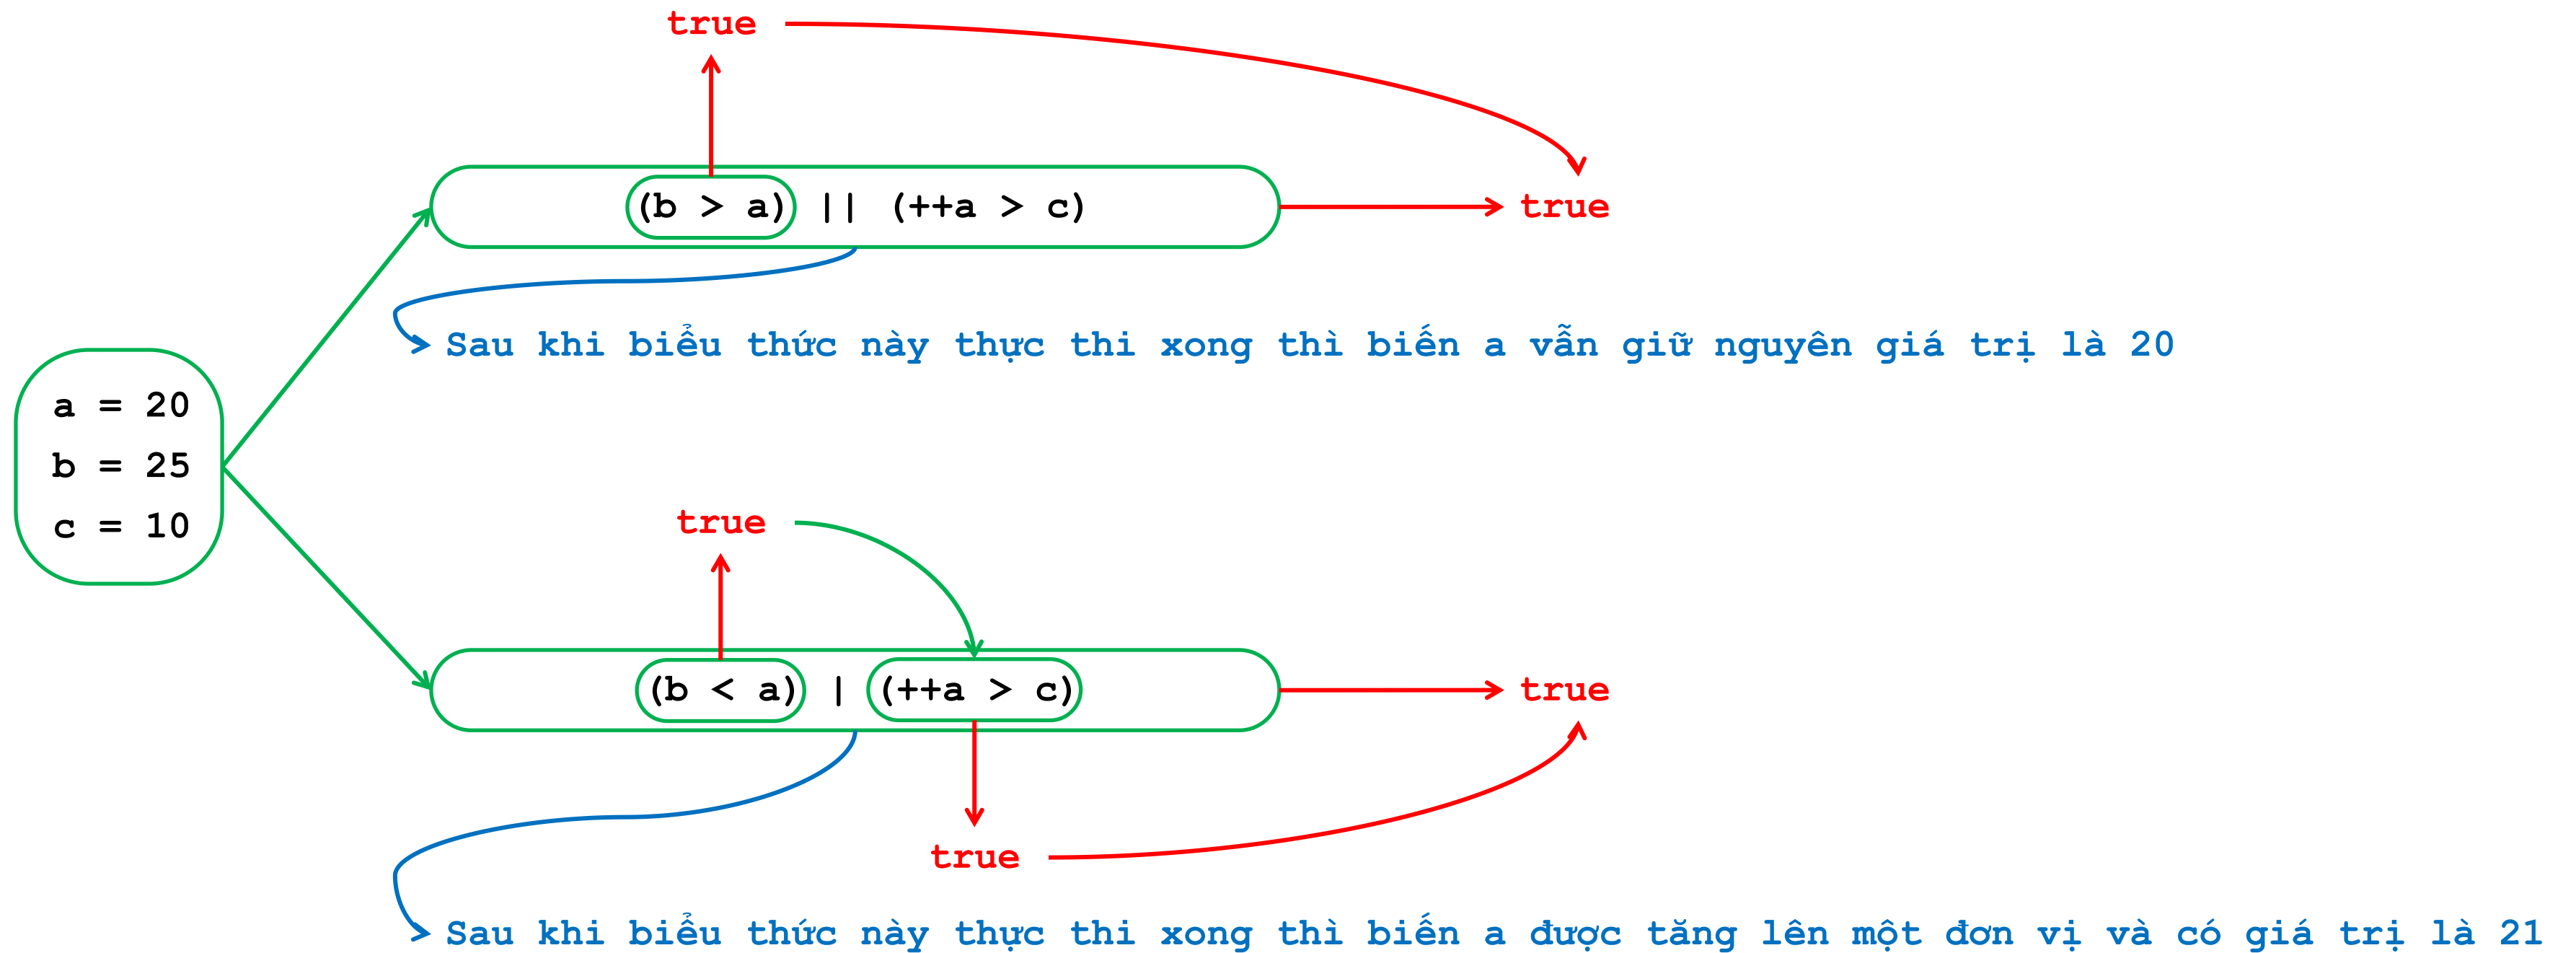 true
(b > a) || (++a > c)
true
Sau khi biểu thức này thực thi xong thì biến a vẫn giữ nguyên giá trị là 20
a = 20
b = 25
c = 10
true
(b < a) | (++a > c)
true
true
Sau khi biểu thức này thực thi xong thì biến a được tăng lên một đơn vị và có giá trị là 21